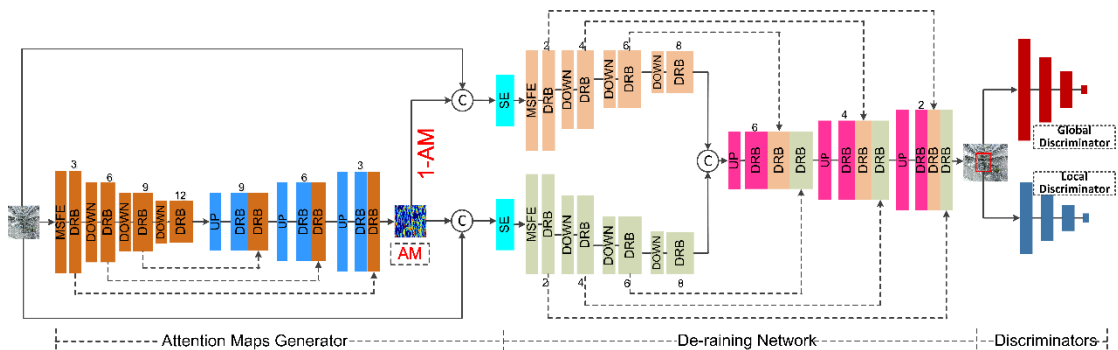 3
MSFE
DRB
DOWN
6
DRB
DOWN
9
DRB
DOWN
12
DRB
UP
9
DRB
DRB
UP
6
DRB
DRB
UP
3
DRB
DRB
AM
1-AM
C
C
SE
MSFE
2
DRB
DOWN
4
DRB
DOWN
6
DRB
DOWN
8
DRB
SE
MSFE
DRB
2
DOWN
DRB
4
DOWN
DRB
6
DOWN
DRB
8
C
UP
6
DRB
DRB
DRB
UP
4
DRB
DRB
DRB
UP
2
DRB
DRB
DRB
Global
Discriminator
Local
Discriminator
Attention Maps Generator
De-raining Network
Discriminators